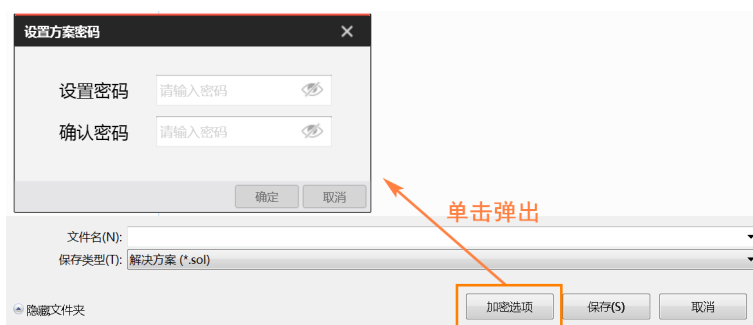 设置方案密码
设置密码 请输入密码
确认密码 请输入密码
确定 取消
单击弹出
文件名(N):
保存类型(T): 解决方案 (*.sol)
隐藏文件夹 加密选项 保存(S) 取消